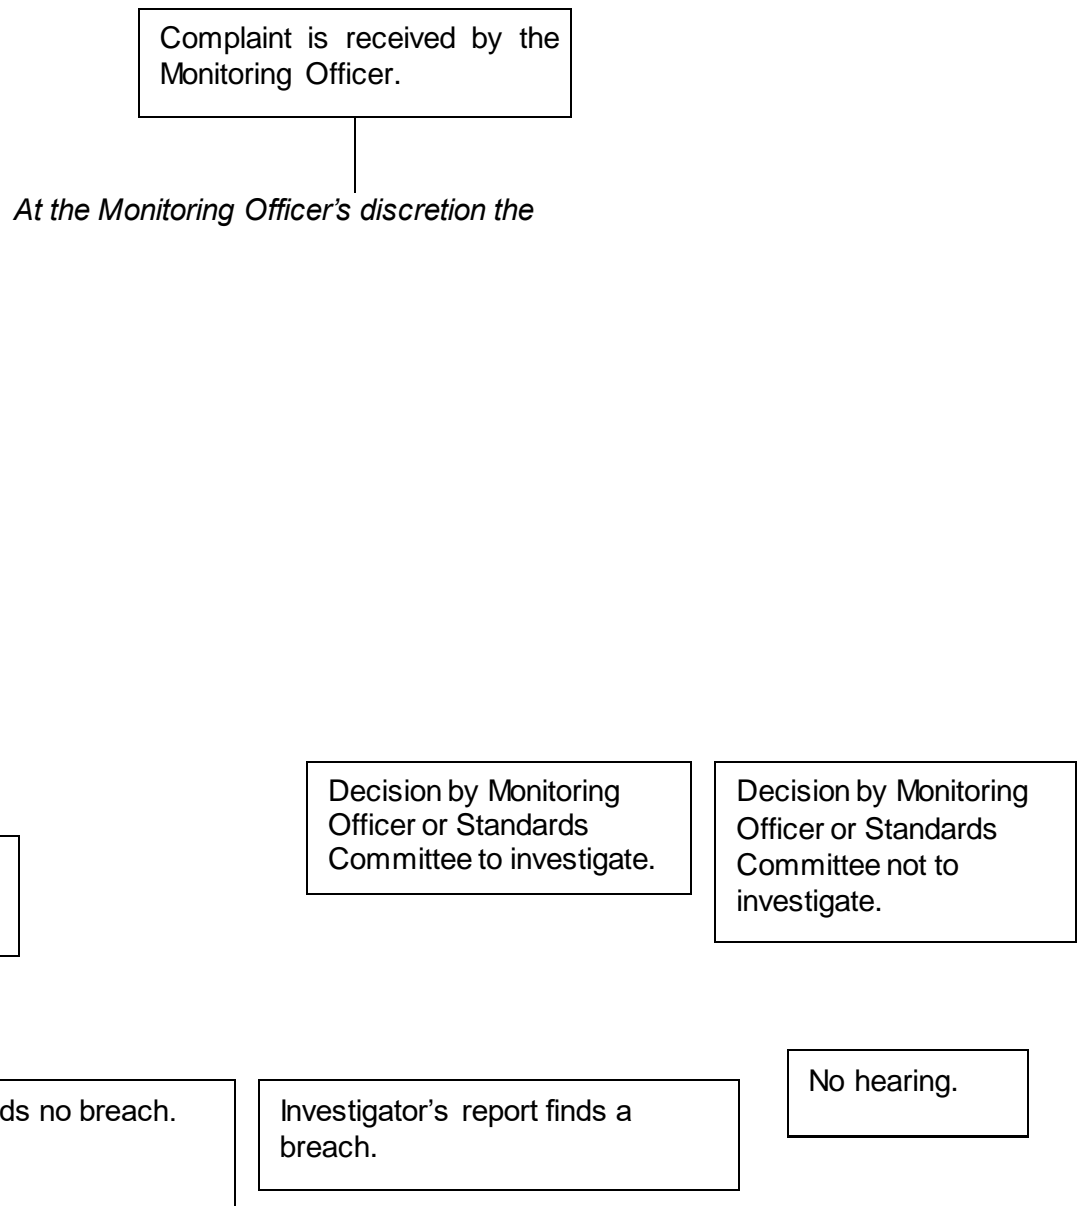 Complaint is received by the
Monitoring Officer.
At the Monitoring Officer’s discretion the
Decision by Monitoring
Officer or Standards
Committee to investigate.
Decision by Monitoring
Officer or Standards
Committee not to
investigate.
No hearing.
no breach.
Investigator’s report finds a
breach.